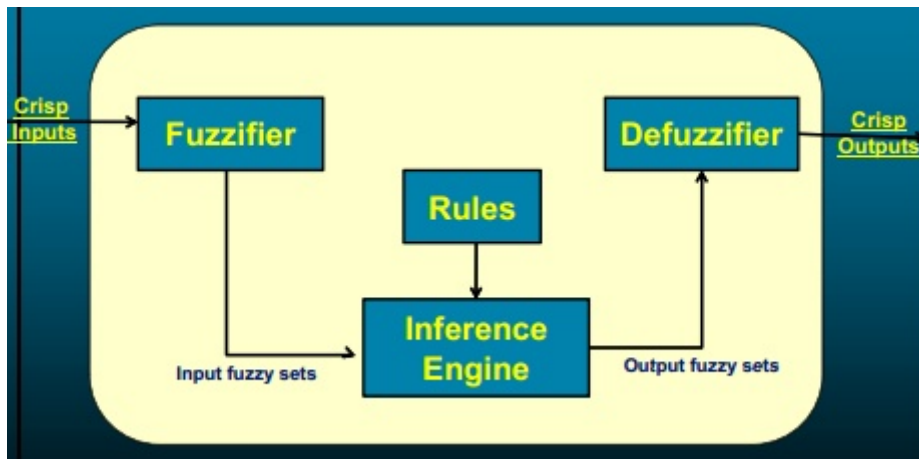 Crisp
Inputs
Fuzzifier
Rules
Inference
Engine
Input fuzzy sets
Output fuzzy sets
Defuzzifier
Crisp
Outputs